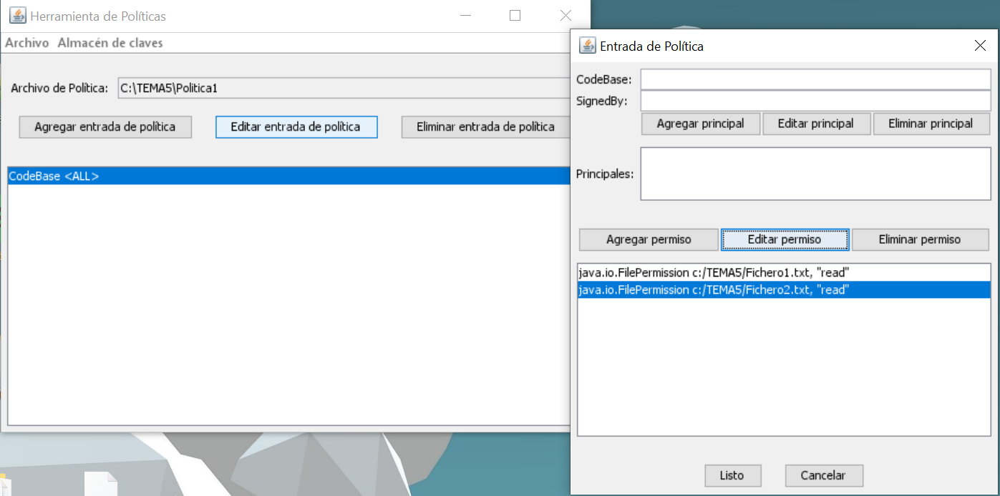 Herramienta de Políticas
Archivo Almacén de claves
Archivo de Política: C:\TEMA5\Politica1
Agregar entrada de política Editar entrada de política Eliminar entrada de política
CodeBase <ALL>
Entrada de Política
CodeBase:
SignedBy:
Agregar principal Editar principal Eliminar principal
Principales:
Agregar permiso Editar permiso Eliminar permiso
java.io.FilePermission c:/TEMA5/Fichero1.txt, "read"
java.io.FilePermission c:/TEMA5/Fichero2.txt, "read"
Listo Cancelar